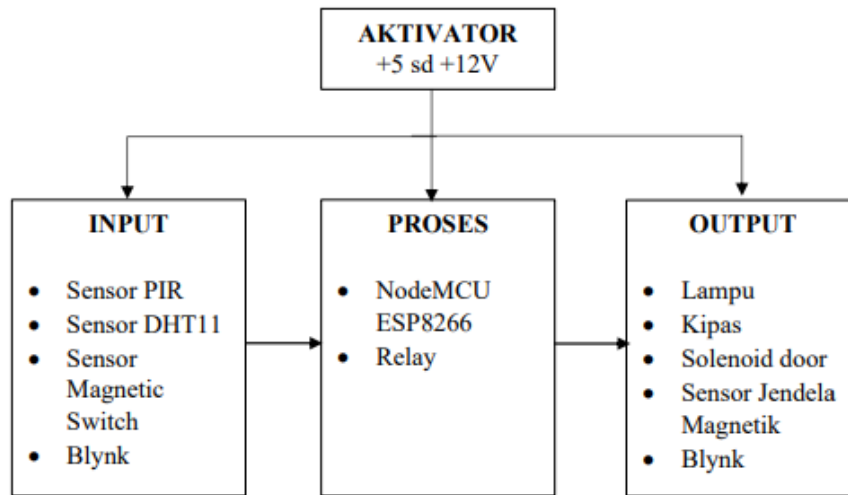 AKTIVATOR
+5 sd +12V
INPUT
• Sensor PIR
• Sensor DHT11
• Sensor
Magnetic
Switch
• Blynk
PROSES
• NodeMCU
ESP8266
• Relay
OUTPUT
• Lampu
• Kipas
• Solenoid door
• Sensor Jendela
Magnetik
• Blynk